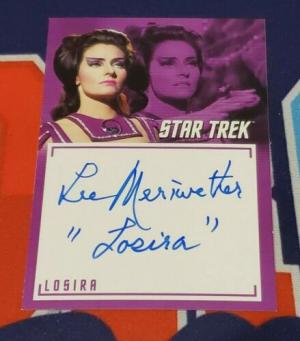 STAR TREK
Lee Meriwether
"Losira"
LOSIRA